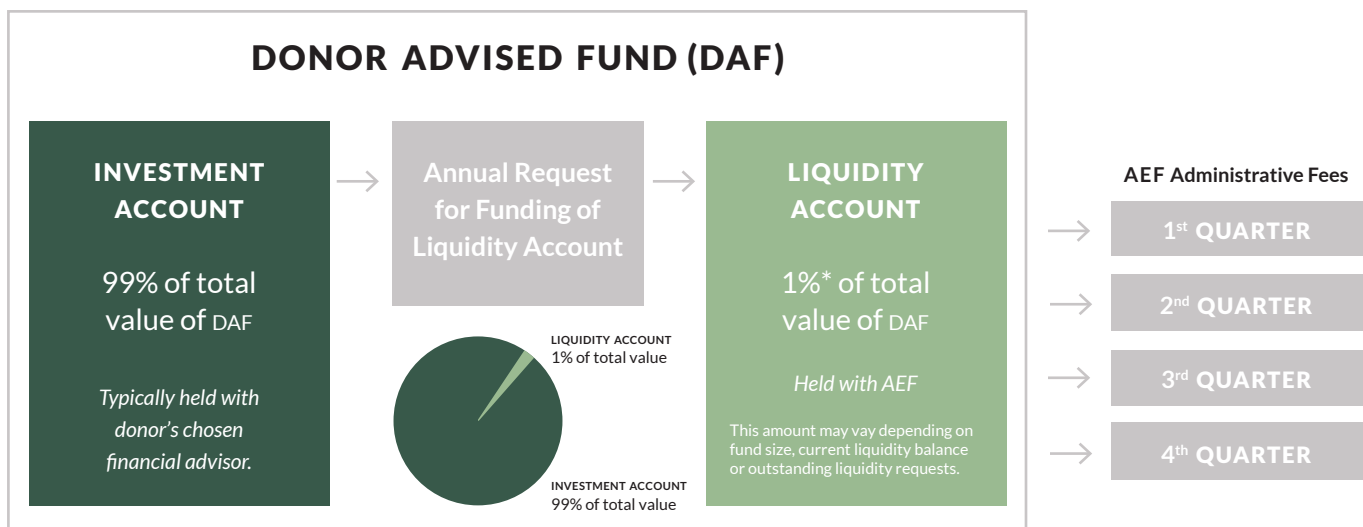 DONOR ADVISED FUND (DAF)
INVESTMENT
ACCOUNT
99% of total
value of DAF
Typically held with
donor’s chosen
financial advisor.
Annual Request
for Funding of
Liquidity Account
LIQUIDITY ACCOUNT
1% of total value
INVESTMENT ACCOUNT
99% of total value
LIQUIDITY
ACCOUNT
1%* of total
value of DAF
Held with AEF
This amount may vay depending on
fund size, current liquidity balance
or outstanding liquidity requests.
AEF Administrative Fees
1st QUARTER
2nd QUARTER
3rd QUARTER
4th QUARTER